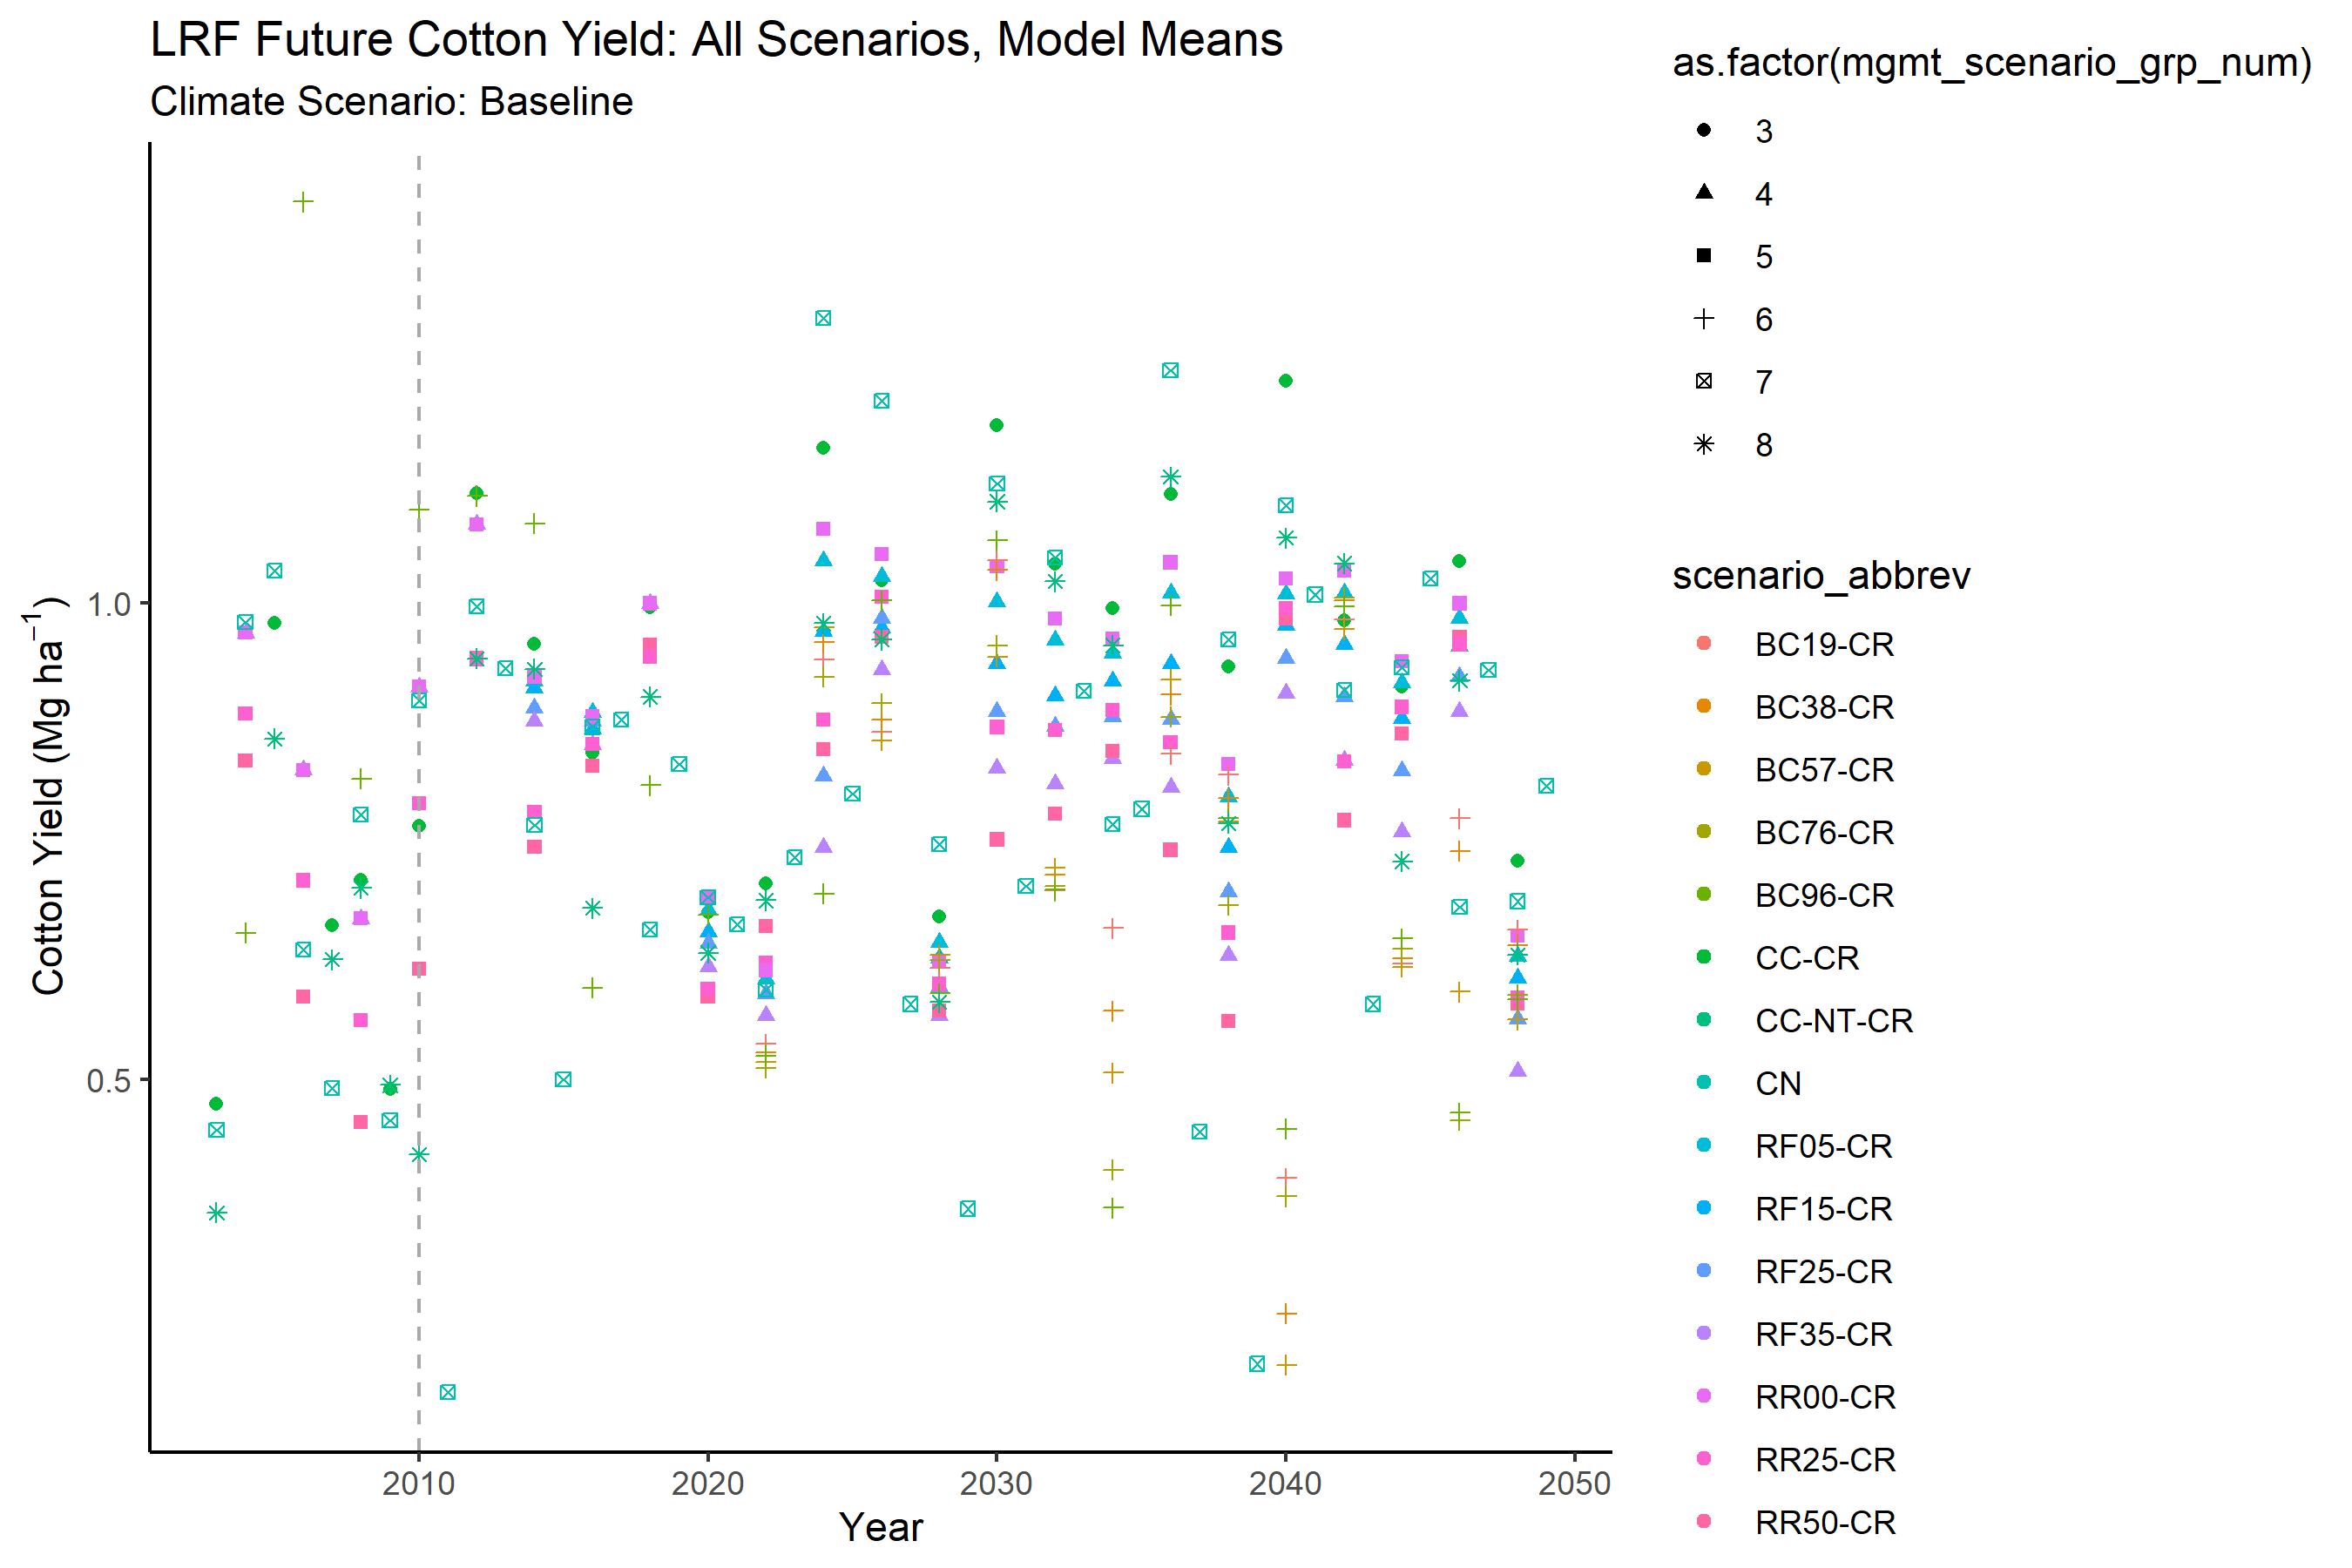 LRF Future Cotton Yield: All Scenarios, Model Means
Climate Scenario: Baseline
Cotton Yield (Mg ha⁻¹)
1.0
0.5
2010
2020
2030
2040
2050
Year
as.factor(mgmt_scenario_grp_num)
3
4
5
6
7
8
scenario_abbrev
BC19-CR
BC38-CR
BC57-CR
BC76-CR
BC96-CR
CC-CR
CC-NT-CR
CN
RF05-CR
RF15-CR
RF25-CR
RF35-CR
RR00-CR
RR25-CR
RR50-CR